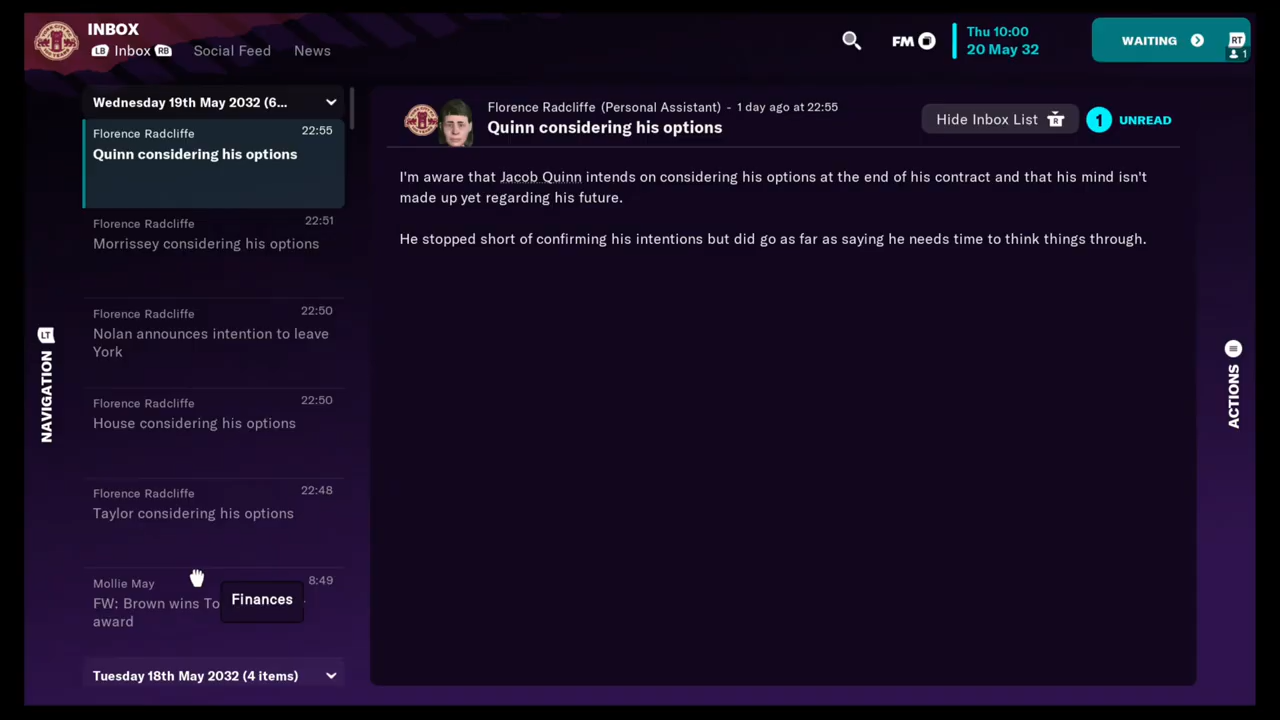 INBOX
LB Inbox RB Social Feed News
FM
Thu 10:00
20 May 32
WAITING
RT
1
Wednesday 19th May 2032 (6...
Florence Radcliffe 22:55
Quinn considering his options
Florence Radcliffe 22:51
Morrissey considering his options
Florence Radcliffe 22:50
Nolan announces intention to leave
York
Florence Radcliffe 22:50
House considering his options
Florence Radcliffe 22:48
Taylor considering his options
Mollie May 8:49
FW: Brown wins To
award
Finances
Tuesday 18th May 2032 (4 items)
Florence Radcliffe (Personal Assistant) - 1 day ago at 22:55
Quinn considering his options
Hide Inbox List R
1 UNREAD
I'm aware that Jacob Quinn intends on considering his options at the end of his contract and that his mind isn't
made up yet regarding his future.
He stopped short of confirming his intentions but did go as far as saying he needs time to think things through.
LT
NAVIGATION
ACTIONS